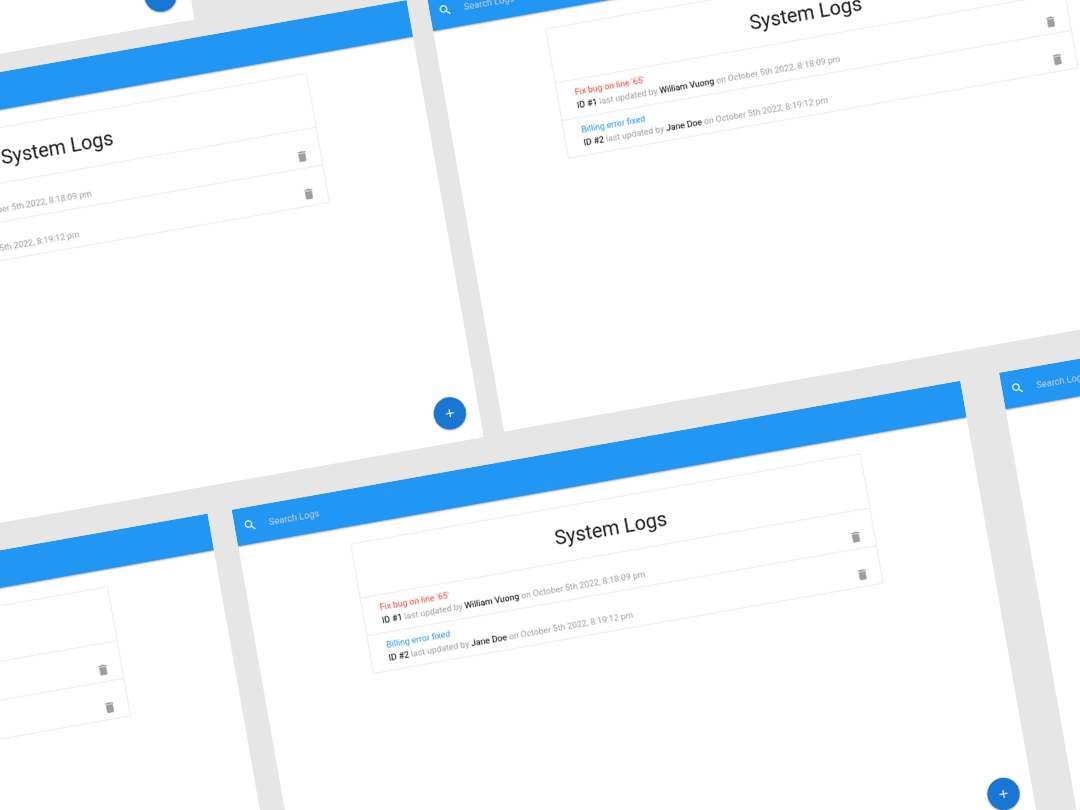 Search Logs
System Logs
Fix bug on line '65'
ID #1 last updated by William Vuong on October 5th 2022, 8:18:09 pm
Billing error fixed
ID #2 last updated by Jane Doe on October 5th 2022, 8:19:12 pm
System Logs
5th 2022, 8:18:09 pm
5th 2022, 8:19:12 pm
+
Search Logs
System Logs
Fix bug on line '65'
ID #1 last updated by William Vuong on October 5th 2022, 8:18:09 pm
Billing error fixed
ID #2 last updated by Jane Doe on October 5th 2022, 8:19:12 pm
+
Search